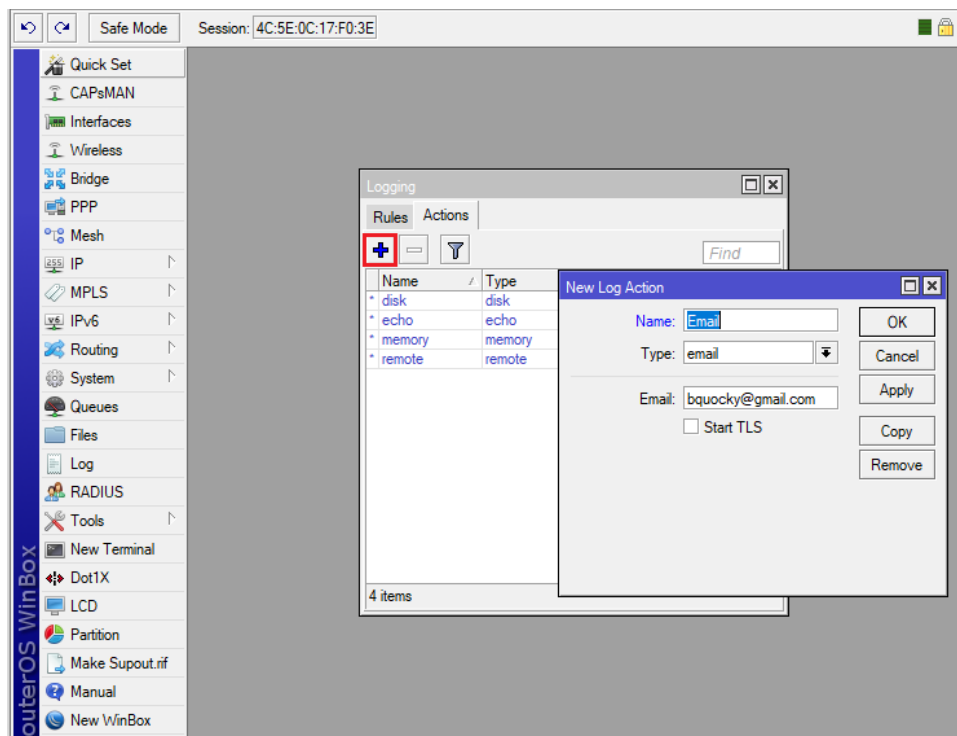 Safe Mode Session: 4C:5E:0C:17:F0:3E
Quick Set
CAPsMAN
Interfaces
Wireless
Bridge
PPP
Mesh
IP
MPLS
IPv6
Routing
System
Queues
Files
Log
RADIUS
Tools
New Terminal
Dot1X
LCD
Partition
Make Supout.rif
Manual
New WinBox
outerOS WinBox
Logging
Rules Actions
Find
Name Type
* disk disk
* echo echo
* memory memory
* remote remote
4 items
New Log Action
Name: Email
Type: email
Email: bquocky@gmail.com
Start TLS
OK
Cancel
Apply
Copy
Remove